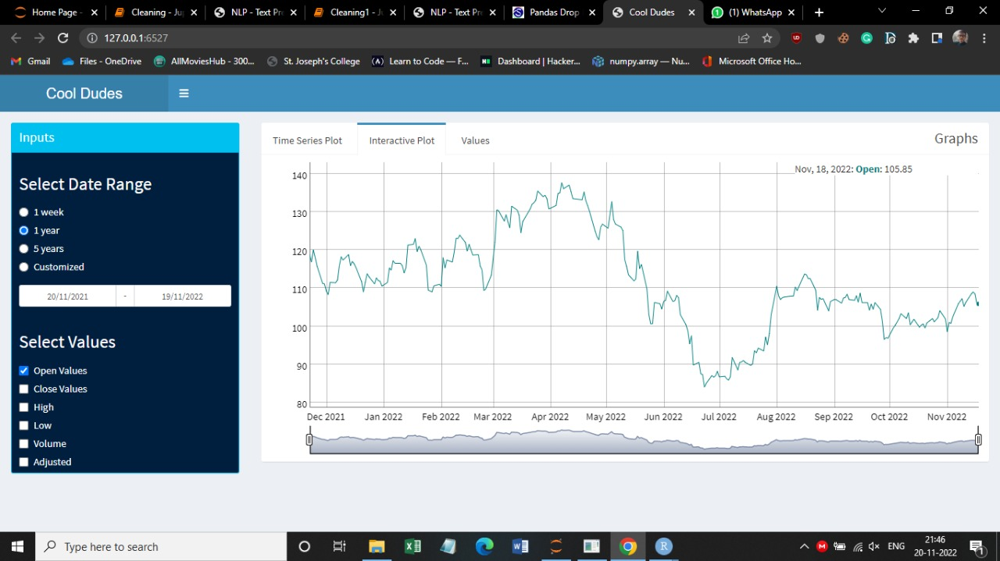 Home Page -
Cleaning - Ju
NLP - Text Pre
Cleaning1 - J
NLP - Text Pre
Pandas Drop
Cool Dudes
(1) WhatsApp
127.0.0.1:6527
Gmail
Files - OneDrive
AllMoviesHub - 300...
St. Joseph's College
Learn to Code — F...
Dashboard | Hacker...
numpy.array — Nu...
Microsoft Office Ho...
Cool Dudes
Inputs
Select Date Range
1 week
1 year
5 years
Customized
20/11/2021 - 19/11/2022
Select Values
Open Values
Close Values
High
Low
Volume
Adjusted
Time Series Plot
Interactive Plot
Values
Graphs
Nov, 18, 2022: Open: 105.85
140
130
120
110
100
90
80
Dec 2021
Jan 2022
Feb 2022
Mar 2022
Apr 2022
May 2022
Jun 2022
Jul 2022
Aug 2022
Sep 2022
Oct 2022
Nov 2022
Type here to search
ENG
21:46
20-11-2022
1